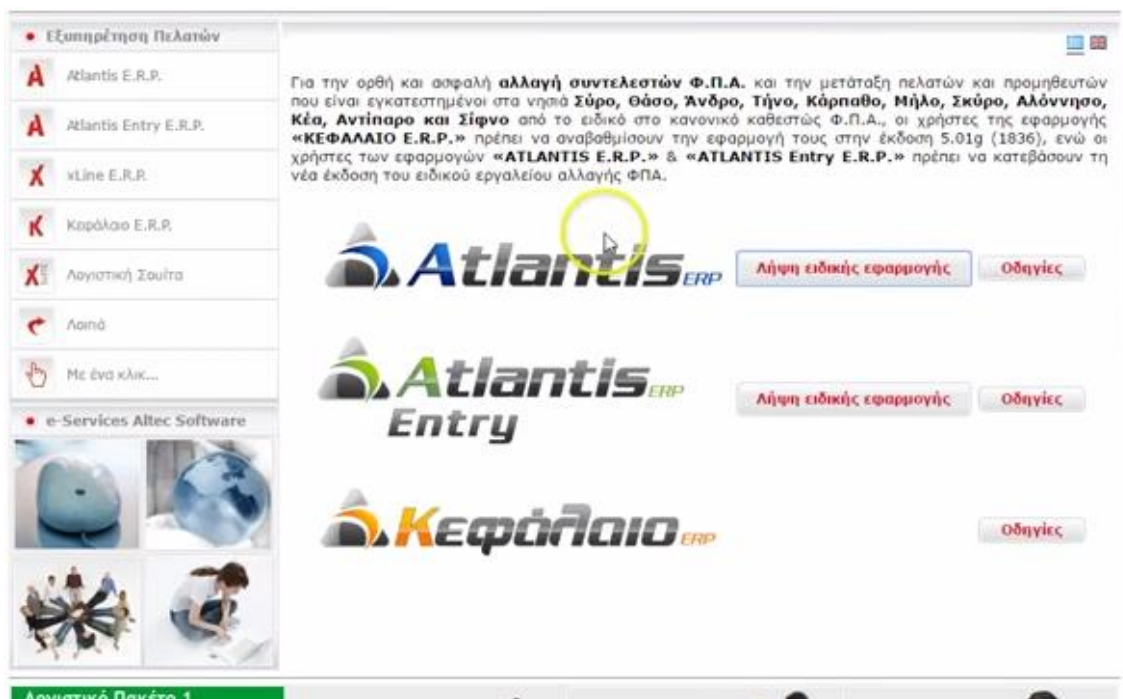 Εξυπηρέτηση Πελατών
Atlantis E.R.P.
Atlantis Entry E.R.P.
xLine E.R.P.
Κεφάλαιο E.R.P.
Λογιστική Σουίτα
Λοιπά
Με ένα κλικ...
e-Services Altec Software
Για την ορθή και ασφαλή αλλαγή συντελεστών Φ.Π.Α. και την μετάταξη πελατών και προμηθευτών
που είναι εγκατεστημένοι στα νησιά Σύρο, Θάσο, Άνδρο, Τήνο, Κάρπαθο, Μήλο, Σκύρο, Αλόννησο,
Κέα, Αντίπαρο και Σίφνο από το ειδικό στο κανονικό καθεστώς Φ.Π.Α., οι χρήστες της εφαρμογής
«ΚΕΦΑΛΑΙΟ E.R.P.» πρέπει να αναβαθμίσουν την εφαρμογή τους στην έκδοση 5.01g (1836), ενώ οι
χρήστες των εφαρμογών «ATLANTIS E.R.P.» & «ATLANTIS Entry E.R.P.» πρέπει να κατεβάσουν τη
νέα έκδοση του ειδικού εργαλείου αλλαγής ΦΠΑ.
Atlantis ERP
Λήψη ειδικής εφαρμογής
Οδηγίες
Atlantis ERP
Entry
Λήψη ειδικής εφαρμογής
Οδηγίες
Κεφάλαιο ERP
Οδηγίες
Λογιστικό Πακέτο 1